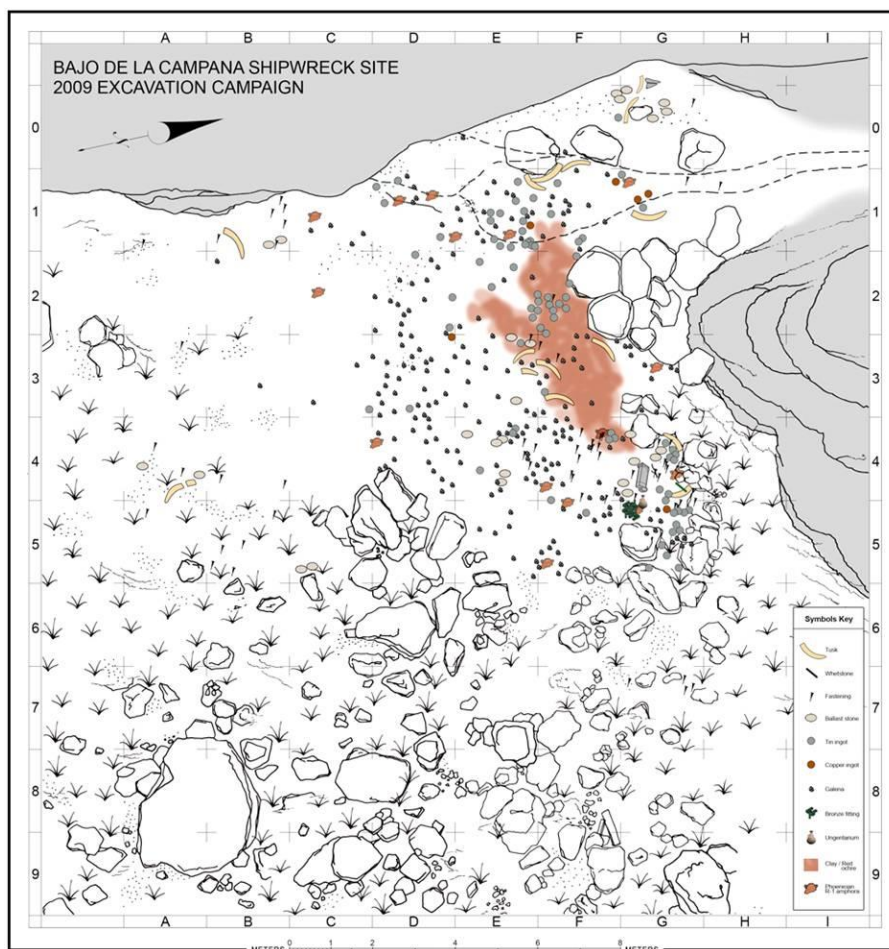 A B C D E F G H I
BAJO DE LA CAMPANA SHIPWRECK SITE
2009 EXCAVATION CAMPAIGN
0 0
1 1
2 2
3 3
4 4
5 5
6 6
7 7
8 8
9 9
Symbols Key
Tusk
Whetstone
Fastening
Ballast stone
Tin ingot
Copper ingot
Galena
Bronze fitting
Unguentarium
Clay / Red
ochre
Phoenician
amphora
A B C D E F G H I
METERS 0 2 4 6 8 METERS